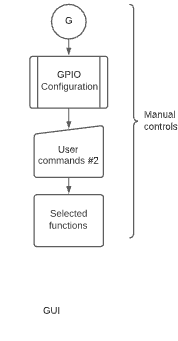 G
GPIO
Configuration
Manual
controls
User
commands #2
Selected
functions
GUI